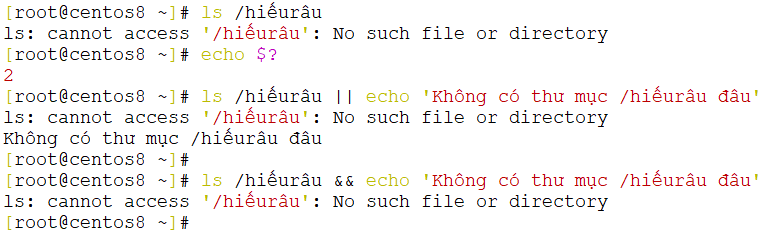 [root@centos8 ~]# ls /hiếurâu
ls: cannot access '/hiếurâu': No such file or directory
[root@centos8 ~]# echo $?
2
[root@centos8 ~]# ls /hiếurâu || echo 'Không có thư mục /hiếurâu đâu'
ls: cannot access '/hiếurâu': No such file or directory
Không có thư mục /hiếurâu đâu
[root@centos8 ~]#
[root@centos8 ~]# ls /hiếurâu && echo 'Không có thư mục /hiếurâu đâu'
ls: cannot access '/hiếurâu': No such file or directory
[root@centos8 ~]#